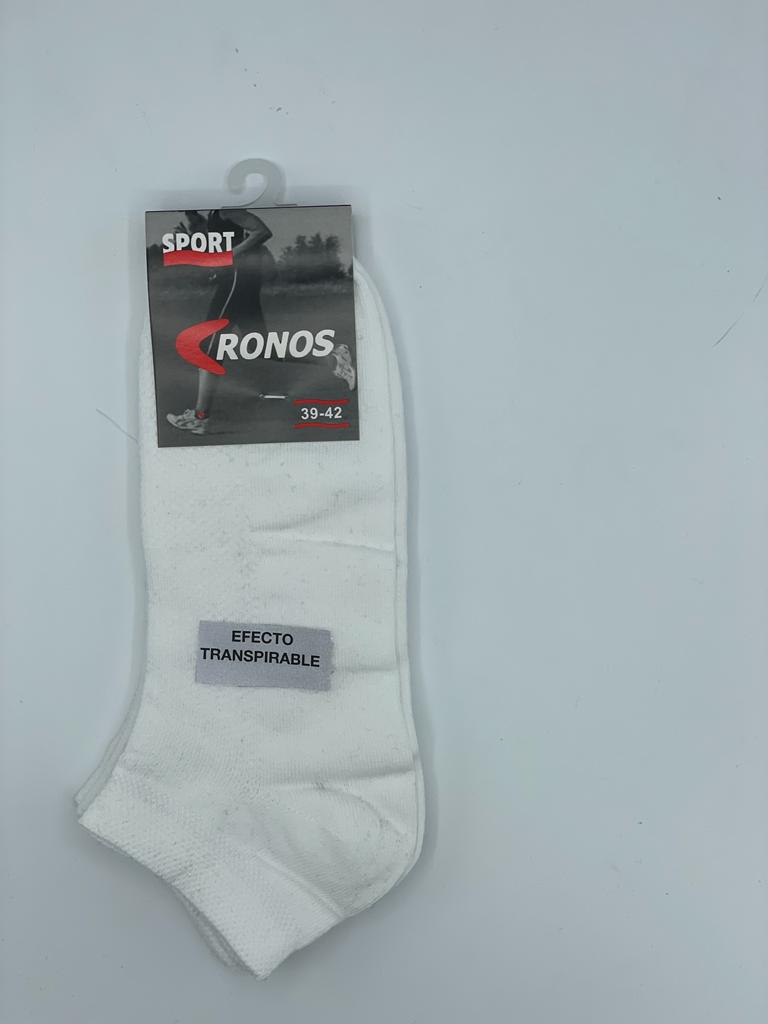 SPORT
CRONOS
39-42
EFECTO
TRANSPIRABLE